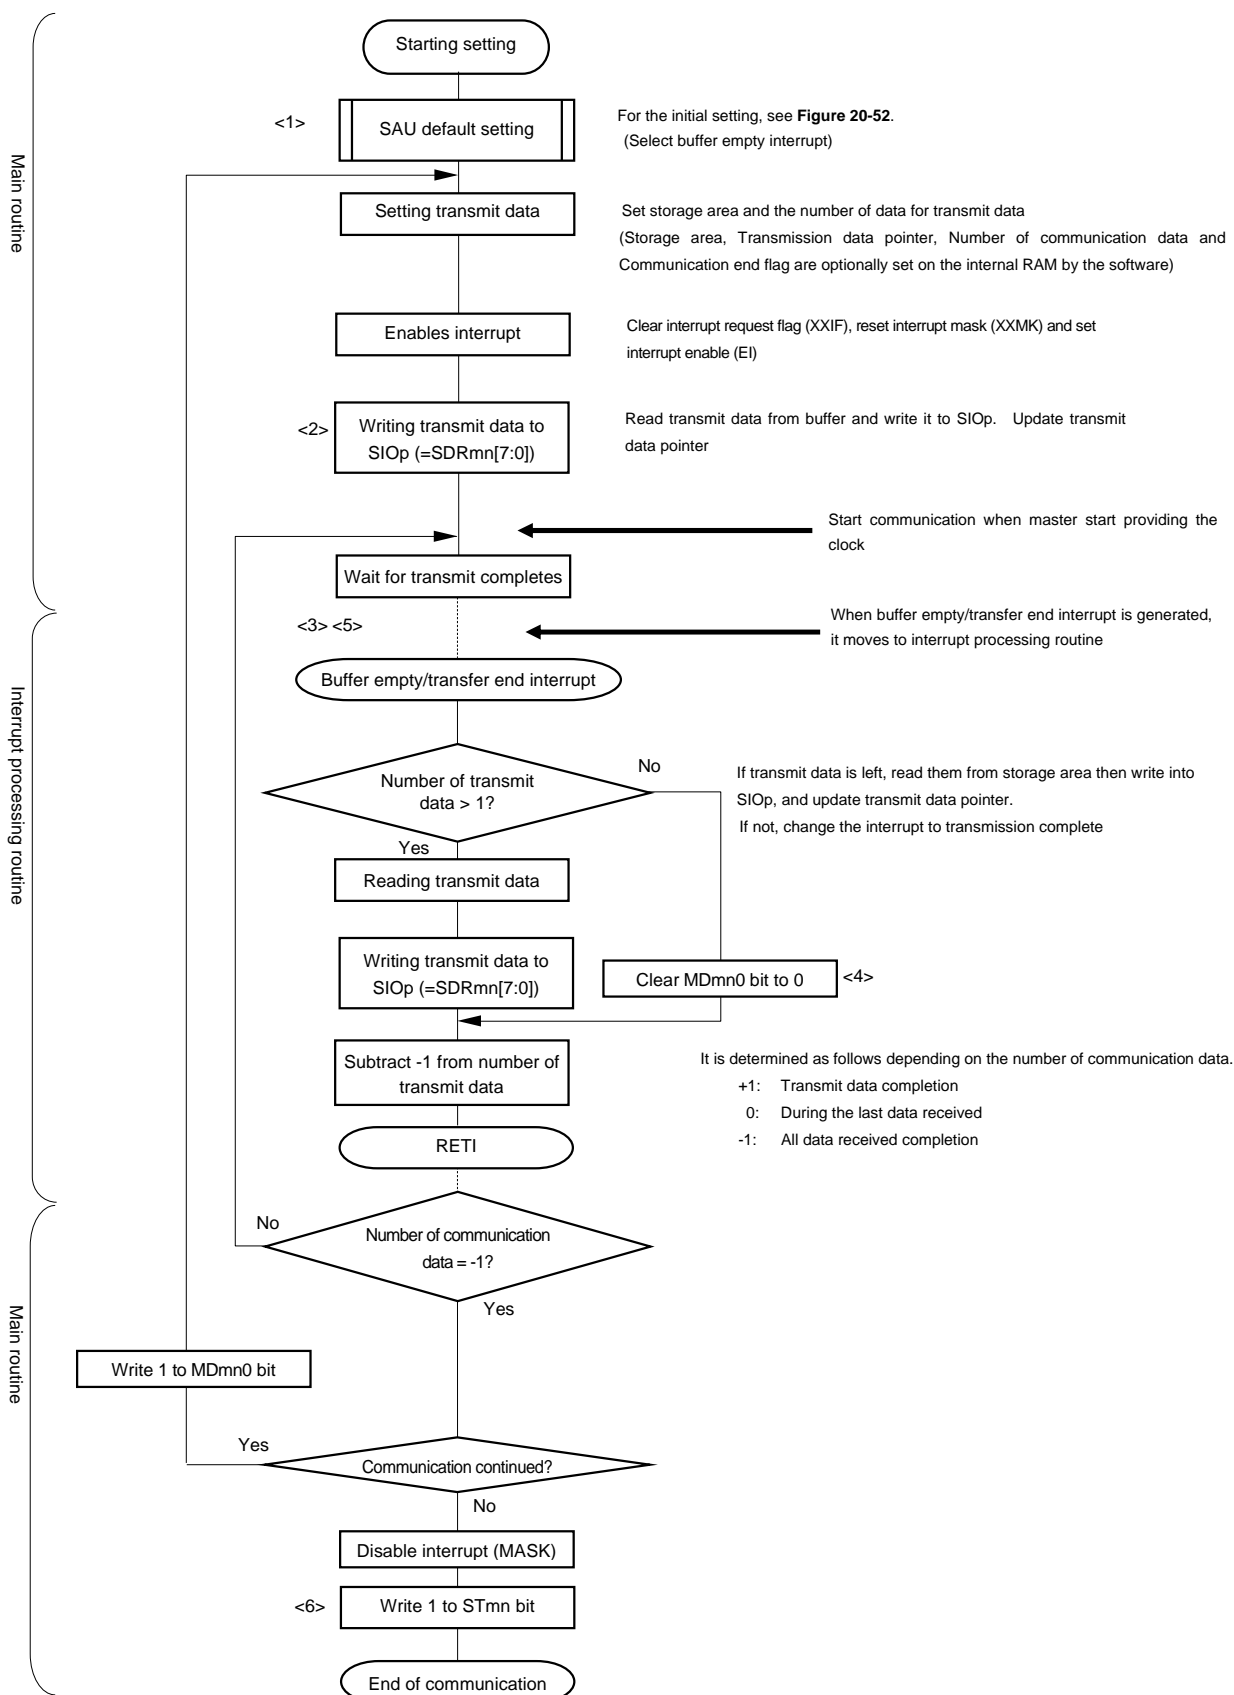 Starting setting
<1>
SAU default setting
For the initial setting, see Figure 20-52.
(Select buffer empty interrupt)
Main routine
Setting transmit data
Set storage area and the number of data for transmit data
(Storage area, Transmission data pointer, Number of communication data and
Communication end flag are optionally set on the internal RAM by the software)
Enables interrupt
Clear interrupt request flag (XXIF), reset interrupt mask (XXMK) and set
interrupt enable (EI)
<2>
Writing transmit data to
SIOp (=SDRmn[7:0])
Read transmit data from buffer and write it to SIOp. Update transmit
data pointer
Start communication when master start providing the
clock
Wait for transmit completes
<3> <5>
When buffer empty/transfer end interrupt is generated,
it moves to interrupt processing routine
Buffer empty/transfer end interrupt
Interrupt processing routine
Number of transmit
data > 1?
No
If transmit data is left, read them from storage area then write into
SIOp, and update transmit data pointer.
If not, change the interrupt to transmission complete
Yes
Reading transmit data
Writing transmit data to
SIOp (=SDRmn[7:0])
Clear MDmn0 bit to 0
<4>
Subtract -1 from number of
transmit data
It is determined as follows depending on the number of communication data.
+1: Transmit data completion
0: During the last data received
-1: All data received completion
RETI
No
Number of communication
data = -1?
Yes
Main routine
Write 1 to MDmn0 bit
Yes
Communication continued?
No
Disable interrupt (MASK)
<6>
Write 1 to STmn bit
End of communication